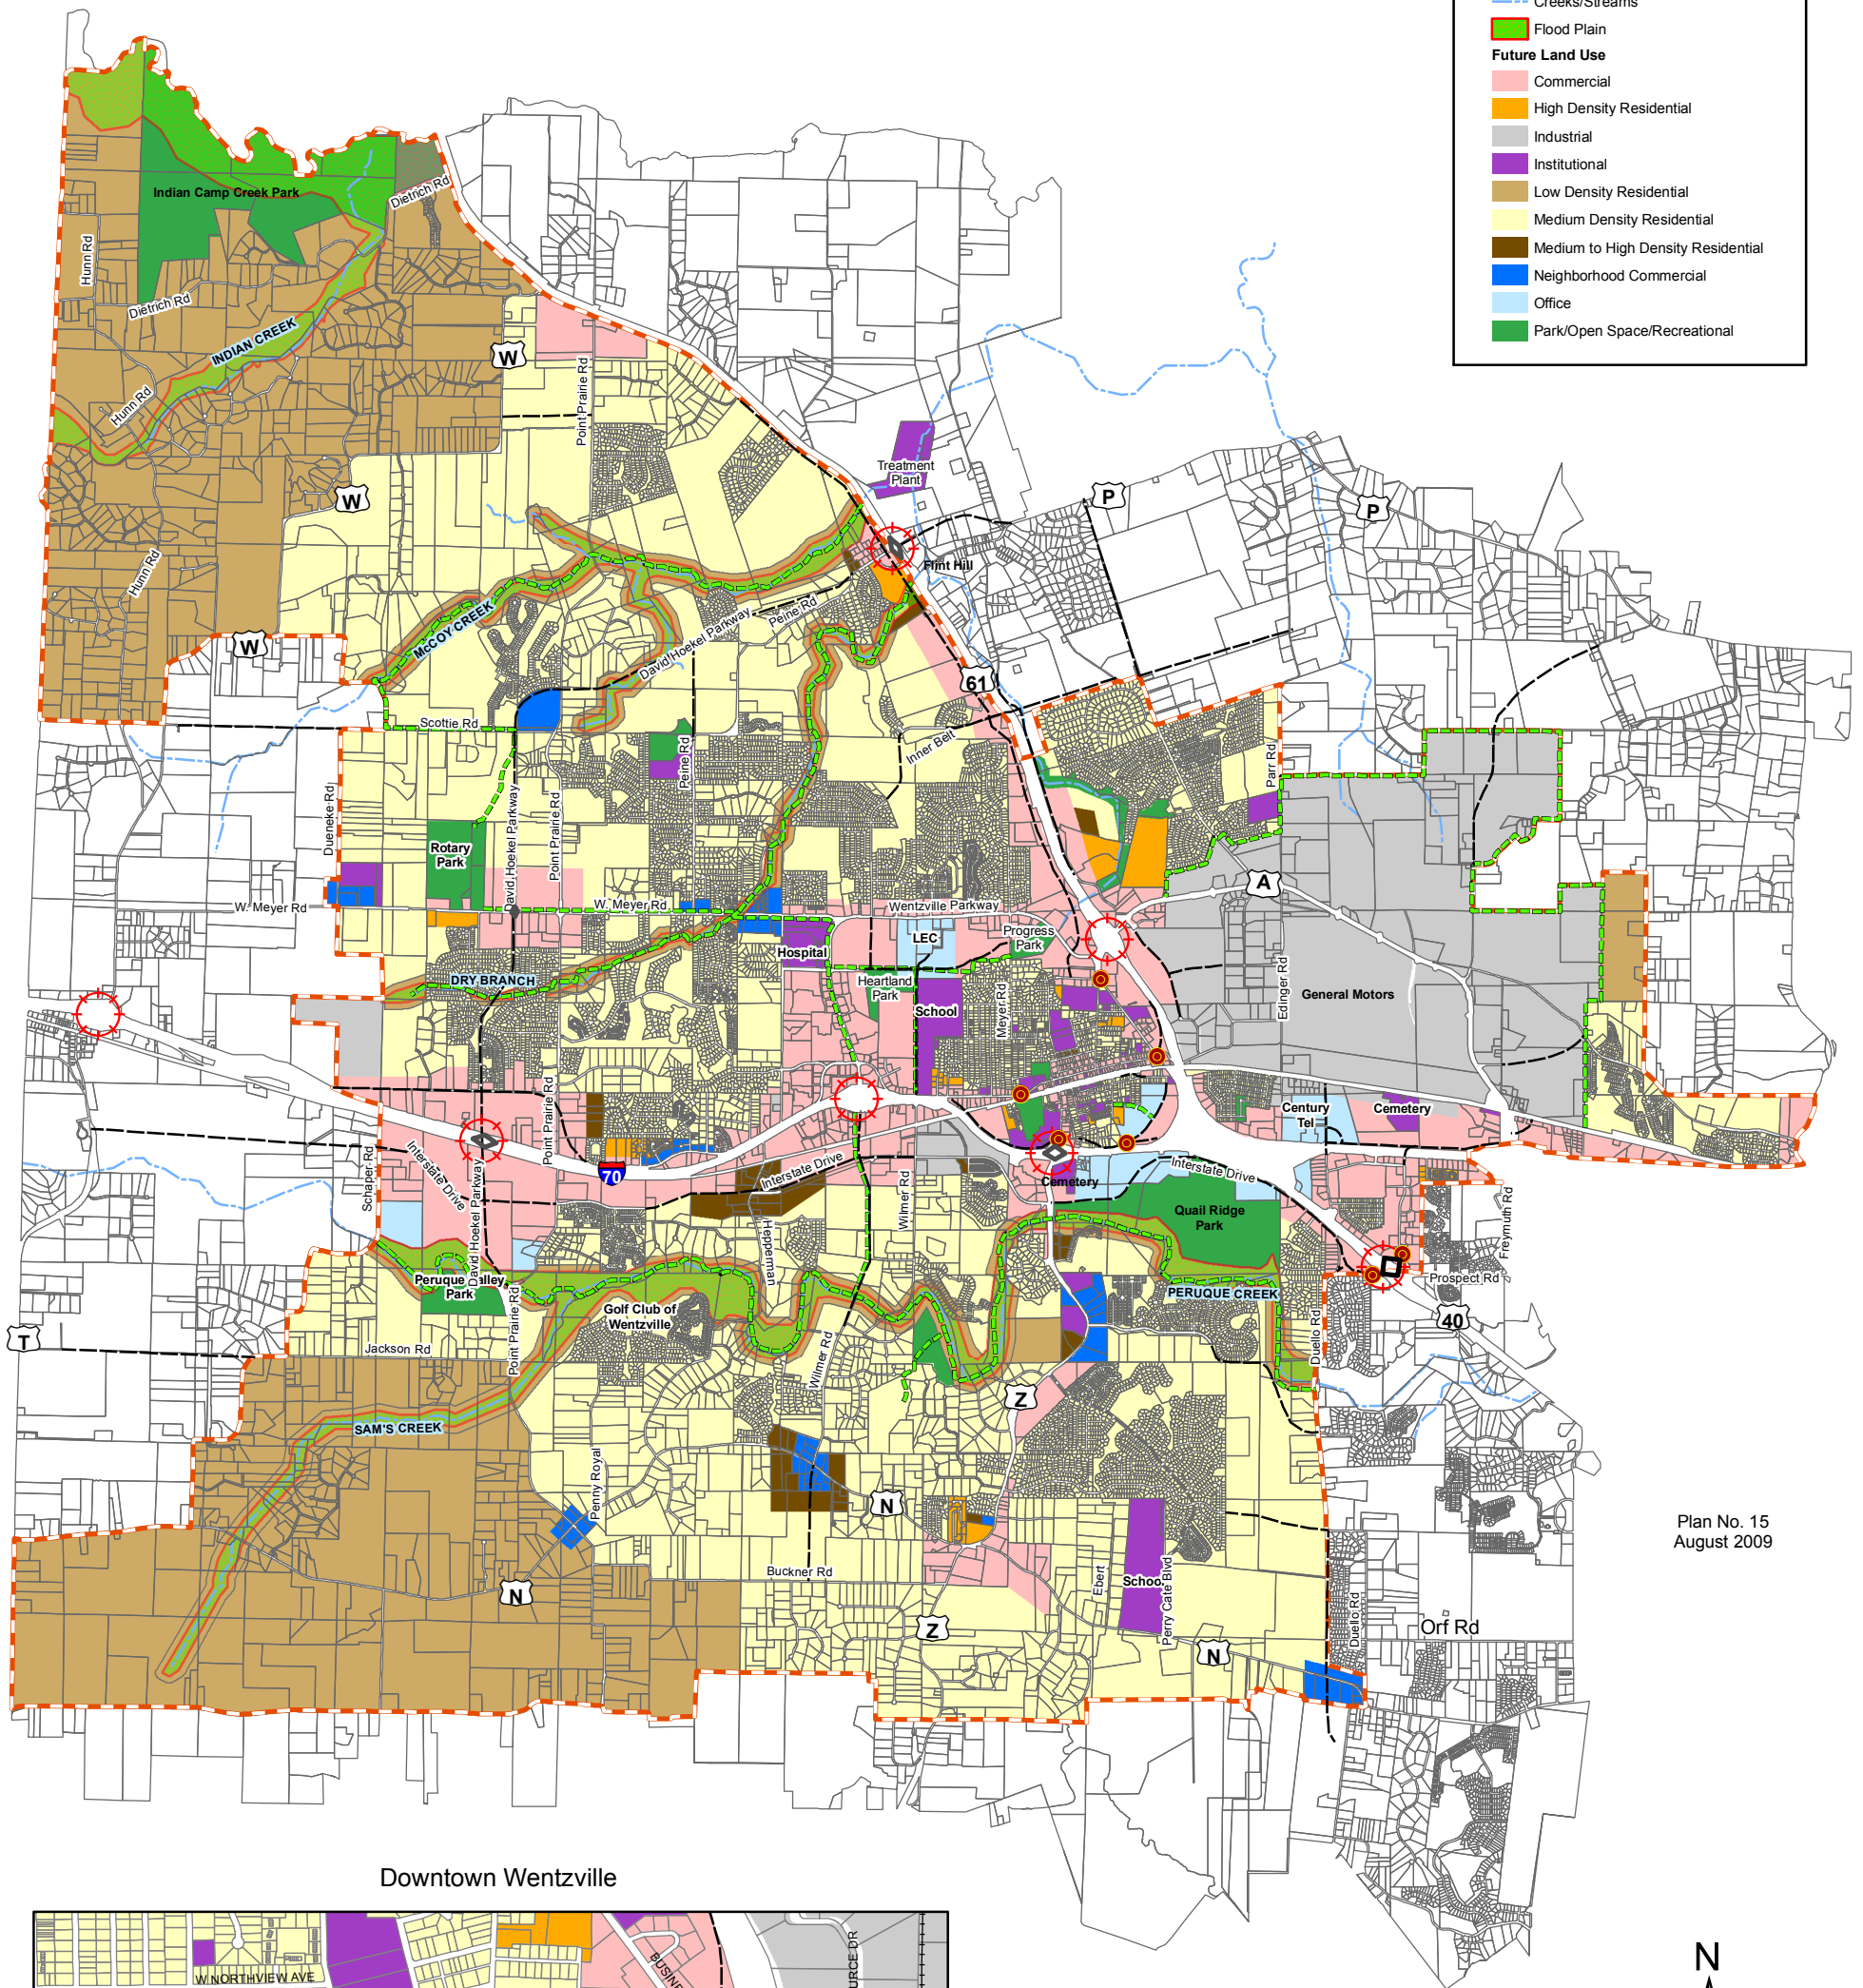 Creeks/Streams
Flood Plain
Future Land Use
Commercial
High Density Residential
Industrial
Institutional
Low Density Residential
Medium Density Residential
Medium to High Density Residential
Neighborhood Commercial
Office
Park/Open Space/Recreational
Indian Camp Creek Park
Dietrich Rd
Hunn Rd
Dietrich Rd
INDIAN CREEK
Hunn Rd
W
Point Prairie Rd
W
Treatment
Plant
P
P
Hunn Rd
Flint Hill
McCOY CREEK
David Hoekel Parkway
Peine Rd
W
61
Scottie Rd
Inner Belt
Peine Rd
Parr Rd
Dueneke Rd
David Hoekel Parkway
Point Prairie Rd
Rotary
Park
A
W. Meyer Rd
W. Meyer Rd
Wentzville Parkway
LEC
Progress
Park
Hospital
DRY BRANCH
Heartland
Park
School
Meyer Rd
Edinger Rd
General Motors
Point Prairie Rd
Century
Tel
Cemetery
Schaper Rd
Interstate Drive
David Hoekel Parkway
70
Interstate Drive
Wilmer Rd
Cemetery
Interstate Drive
Quail Ridge
Park
Hepperman
Freymuth Rd
Prospect Rd
Peruque Valley
Park
Point Prairie Rd
Golf Club of
Wentzville
PERUQUE CREEK
Duello Rd
40
T
Jackson Rd
Wilmer Rd
Z
SAM'S CREEK
Penny Royal
N
Plan No. 15
August 2009
N
Buckner Rd
Ebert
School
Perry Cate Blvd
Z
N
Duello Rd
Orf Rd
Downtown Wentzville
W NORTHVIEW AVE
N